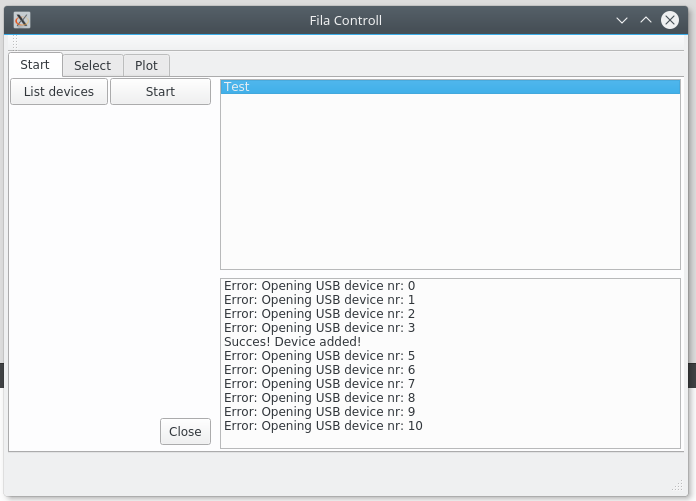 Fila Controll
Start Select Plot
List devices Start
Test
Error: Opening USB device nr: 0
Error: Opening USB device nr: 1
Error: Opening USB device nr: 2
Error: Opening USB device nr: 3
Succes! Device added!
Error: Opening USB device nr: 5
Error: Opening USB device nr: 6
Error: Opening USB device nr: 7
Error: Opening USB device nr: 8
Error: Opening USB device nr: 9
Error: Opening USB device nr: 10
Close